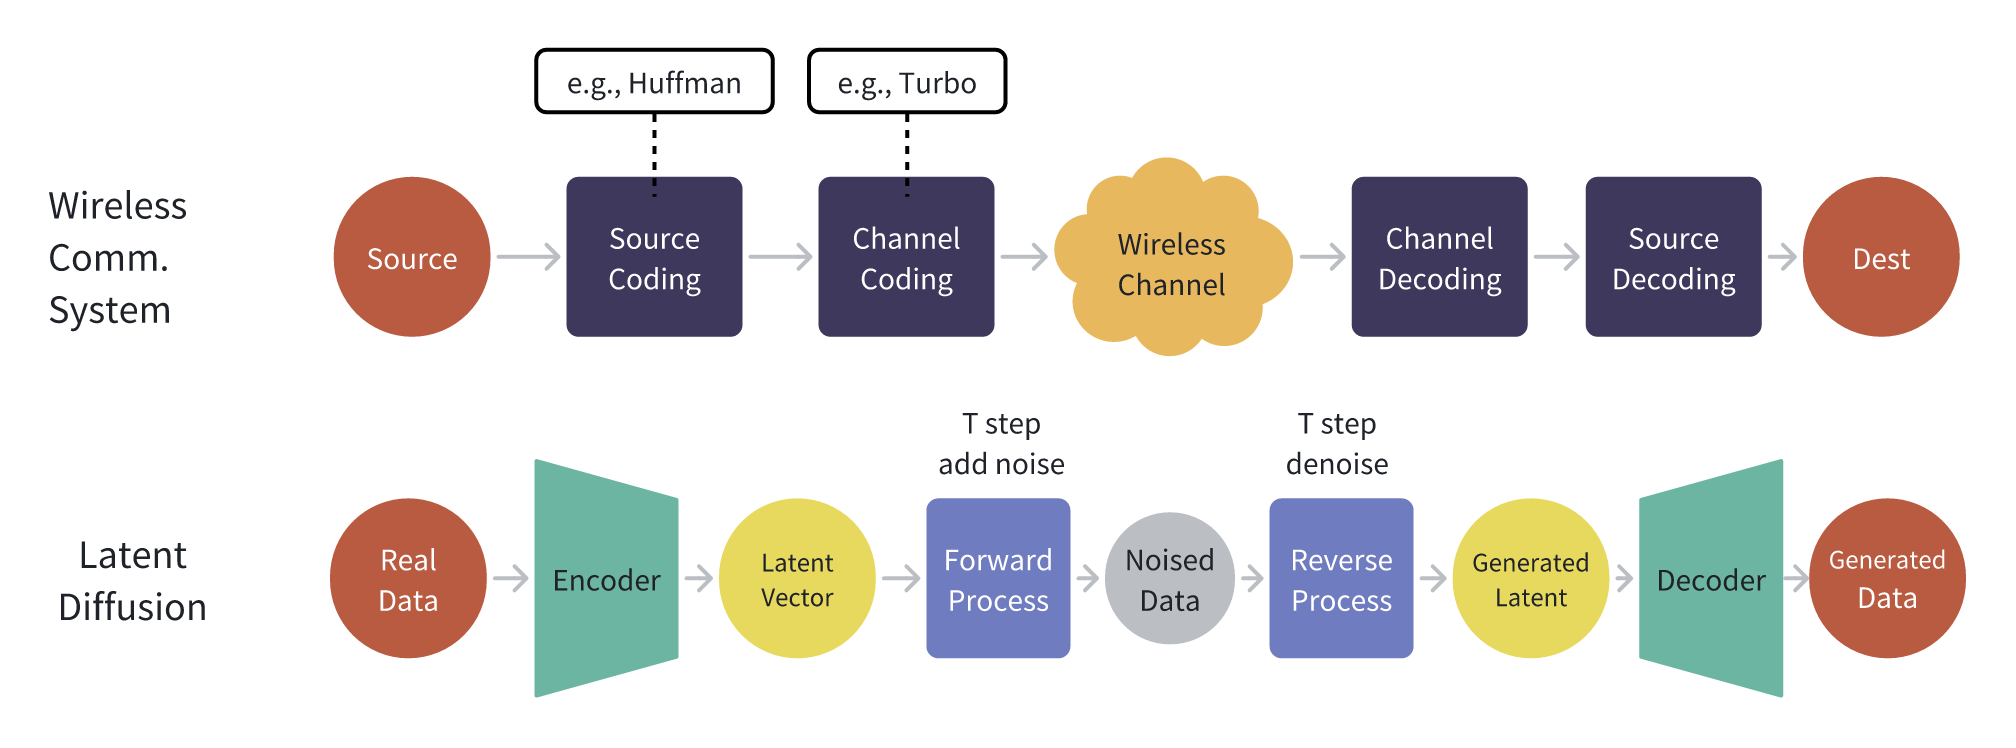 e.g., Huffman
e.g., Turbo
Wireless
Comm.
System
Source
Source
Coding
Channel
Coding
Wireless
Channel
Channel
Decoding
Source
Decoding
Dest
T step
add noise
T step
denoise
Latent
Diffusion
Real
Data
Encoder
Latent
Vector
Forward
Process
Noised
Data
Reverse
Process
Generated
Latent
Decoder
Generated
Data